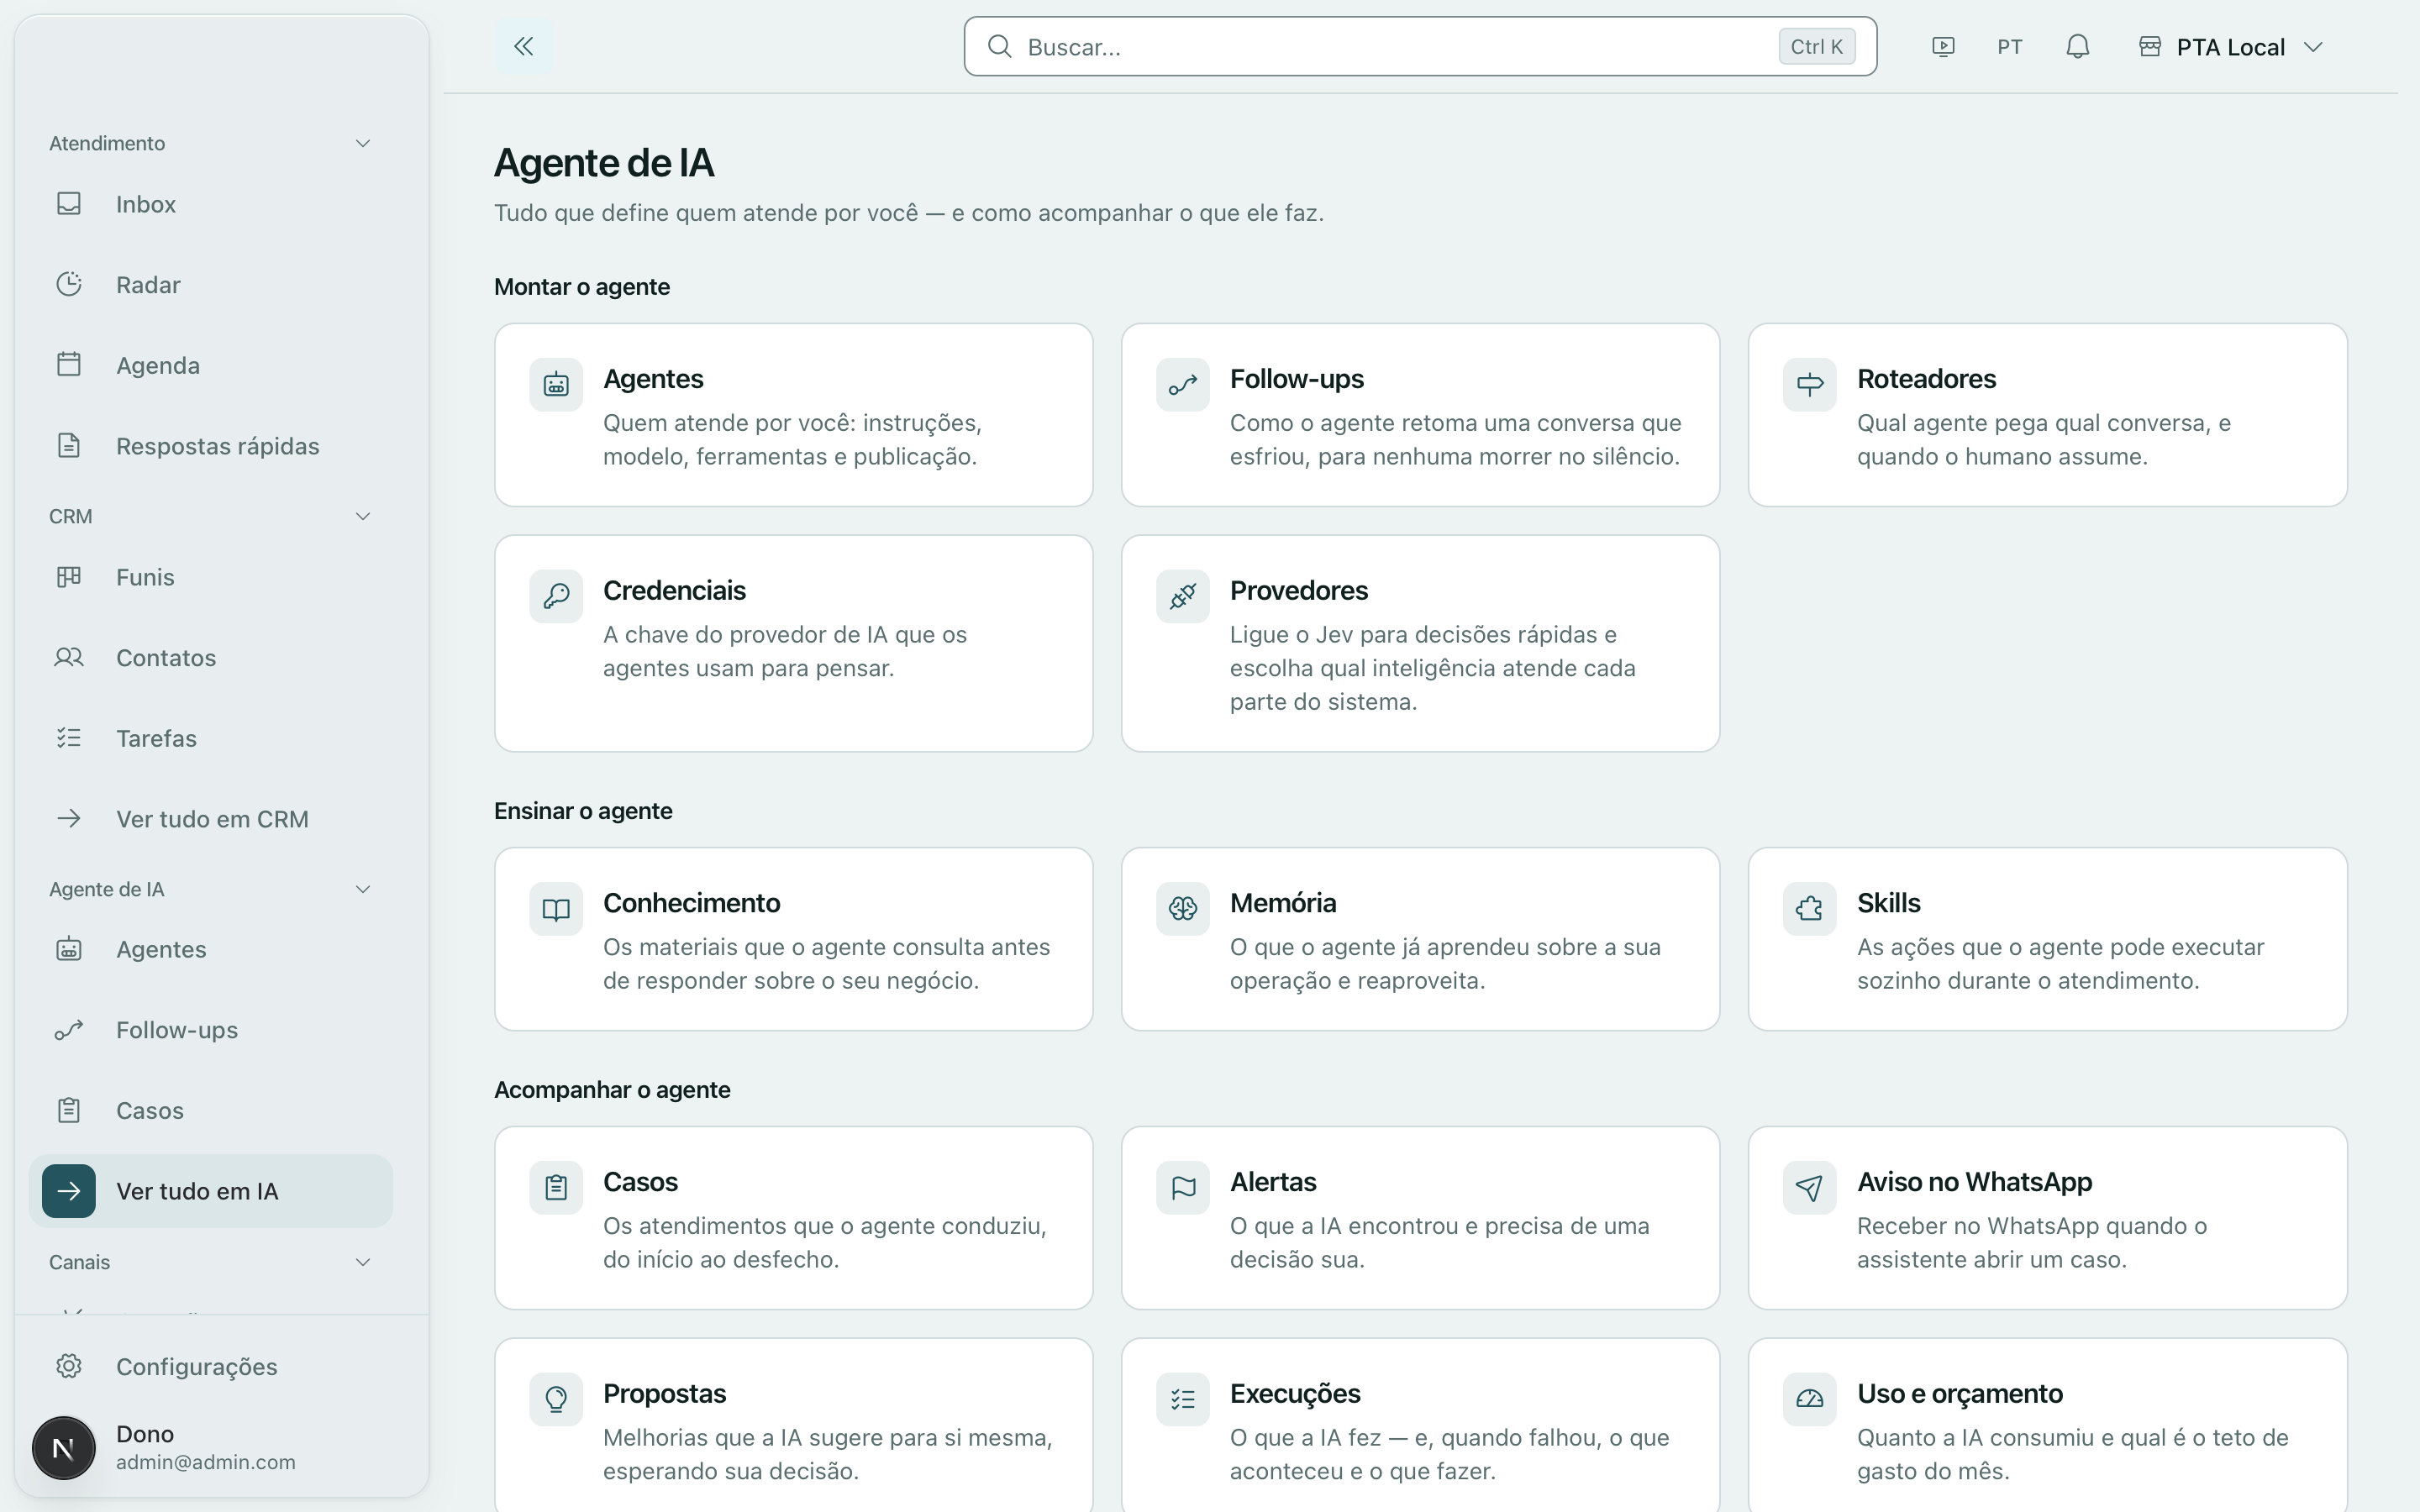 Buscar...
Ctrl K
PT
PTA Local
Atendimento
Inbox
Radar
Agenda
Respostas rápidas
CRM
Funis
Contatos
Tarefas
Ver tudo em CRM
Agente de IA
Agentes
Follow-ups
Casos
Ver tudo em IA
Canais
Configurações
N
Dono
admin@admin.com
Agente de IA
Tudo que define quem atende por você — e como acompanhar o que ele faz.
Montar o agente
Agentes
Quem atende por você: instruções,
modelo, ferramentas e publicação.
Follow-ups
Como o agente retoma uma conversa que
esfriou, para nenhuma morrer no silêncio.
Roteadores
Qual agente pega qual conversa, e
quando o humano assume.
Credenciais
A chave do provedor de IA que os
agentes usam para pensar.
Provedores
Ligue o Jev para decisões rápidas e
escolha qual inteligência atende cada
parte do sistema.
Ensinar o agente
Conhecimento
Os materiais que o agente consulta antes
de responder sobre o seu negócio.
Memória
O que o agente já aprendeu sobre a sua
operação e reaproveita.
Skills
As ações que o agente pode executar
sozinho durante o atendimento.
Acompanhar o agente
Casos
Os atendimentos que o agente conduziu,
do início ao desfecho.
Alertas
O que a IA encontrou e precisa de uma
decisão sua.
Aviso no WhatsApp
Receber no WhatsApp quando o
assistente abrir um caso.
Propostas
Melhorias que a IA sugere para si mesma,
esperando sua decisão.
Execuções
O que a IA fez — e, quando falhou, o que
aconteceu e o que fazer.
Uso e orçamento
Quanto a IA consumiu e qual é o teto de
gasto do mês.